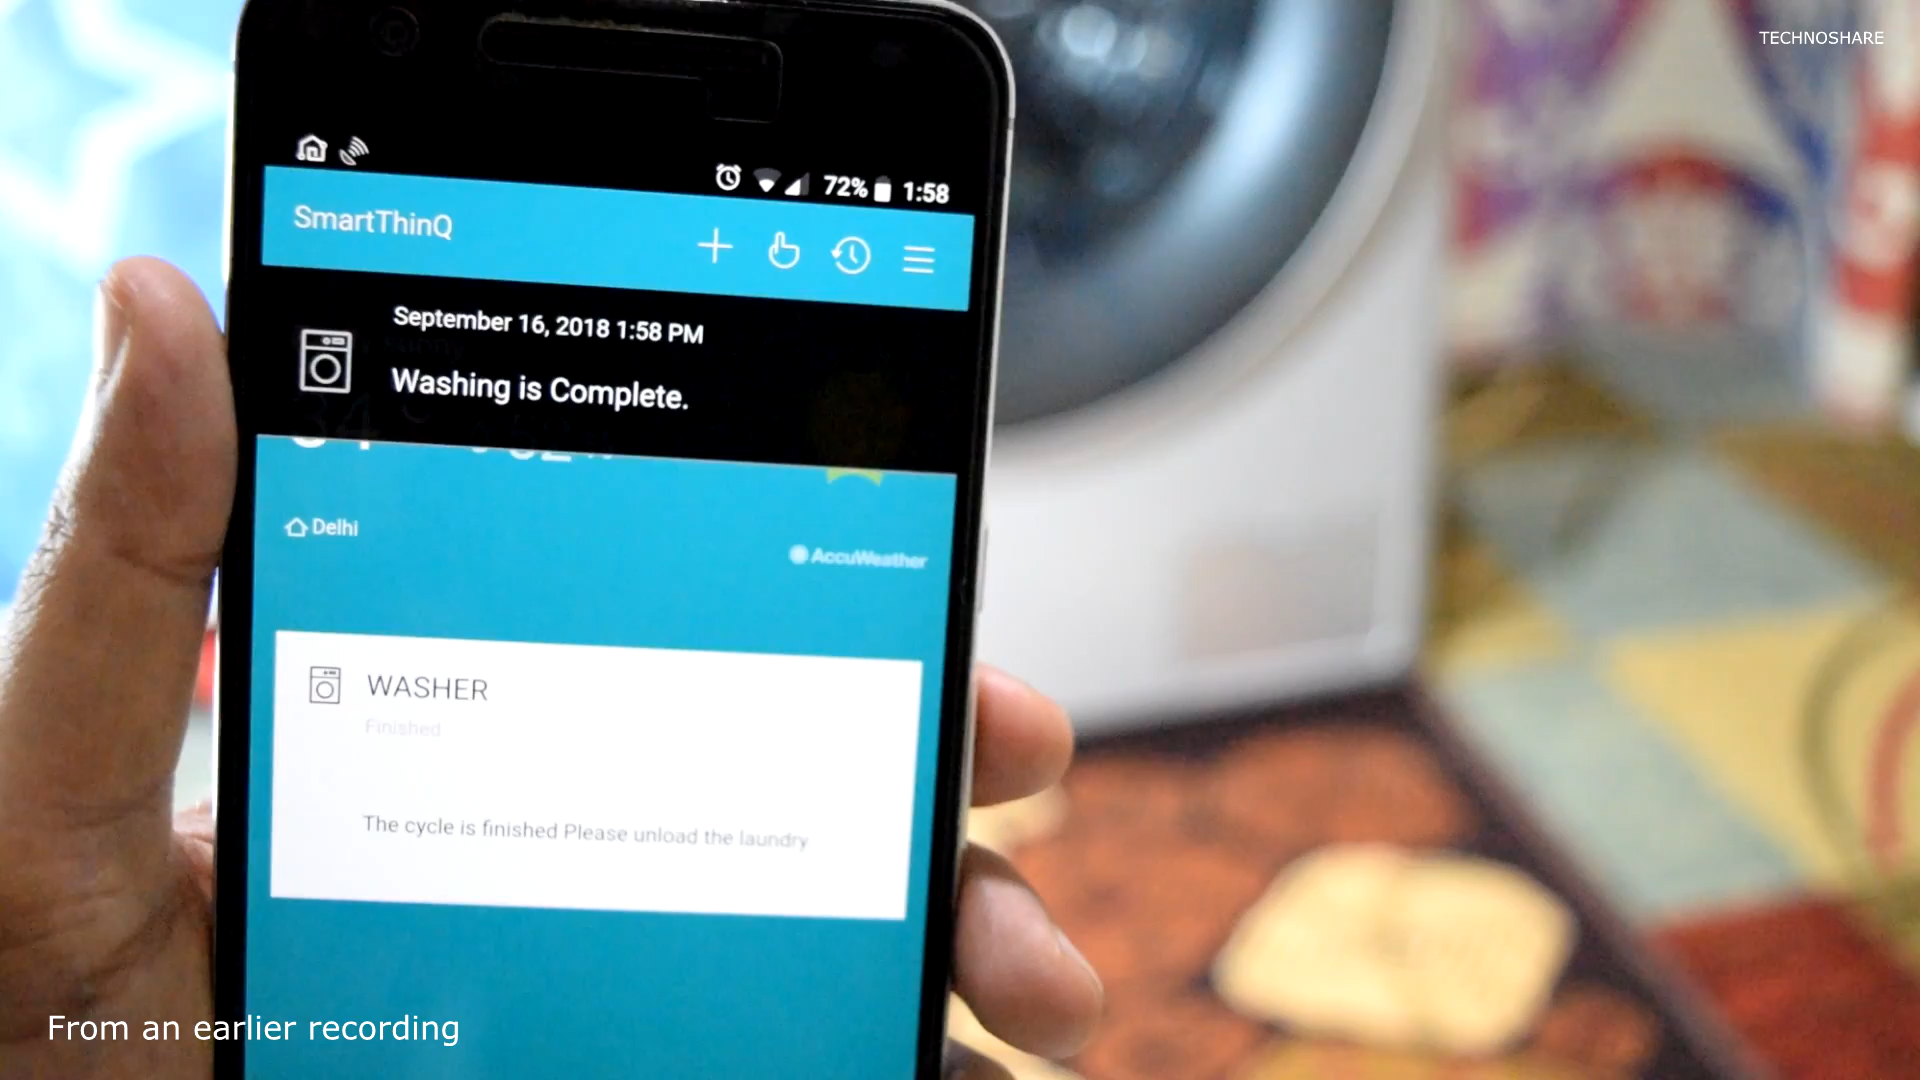 TECHNOSHARE
72% 1:58
SmartThinQ
September 16, 2018 1:58 PM
Washing is Complete.
Delhi
AccuWeather
WASHER
Finished
The cycle is finished Please unload the laundry
From an earlier recording